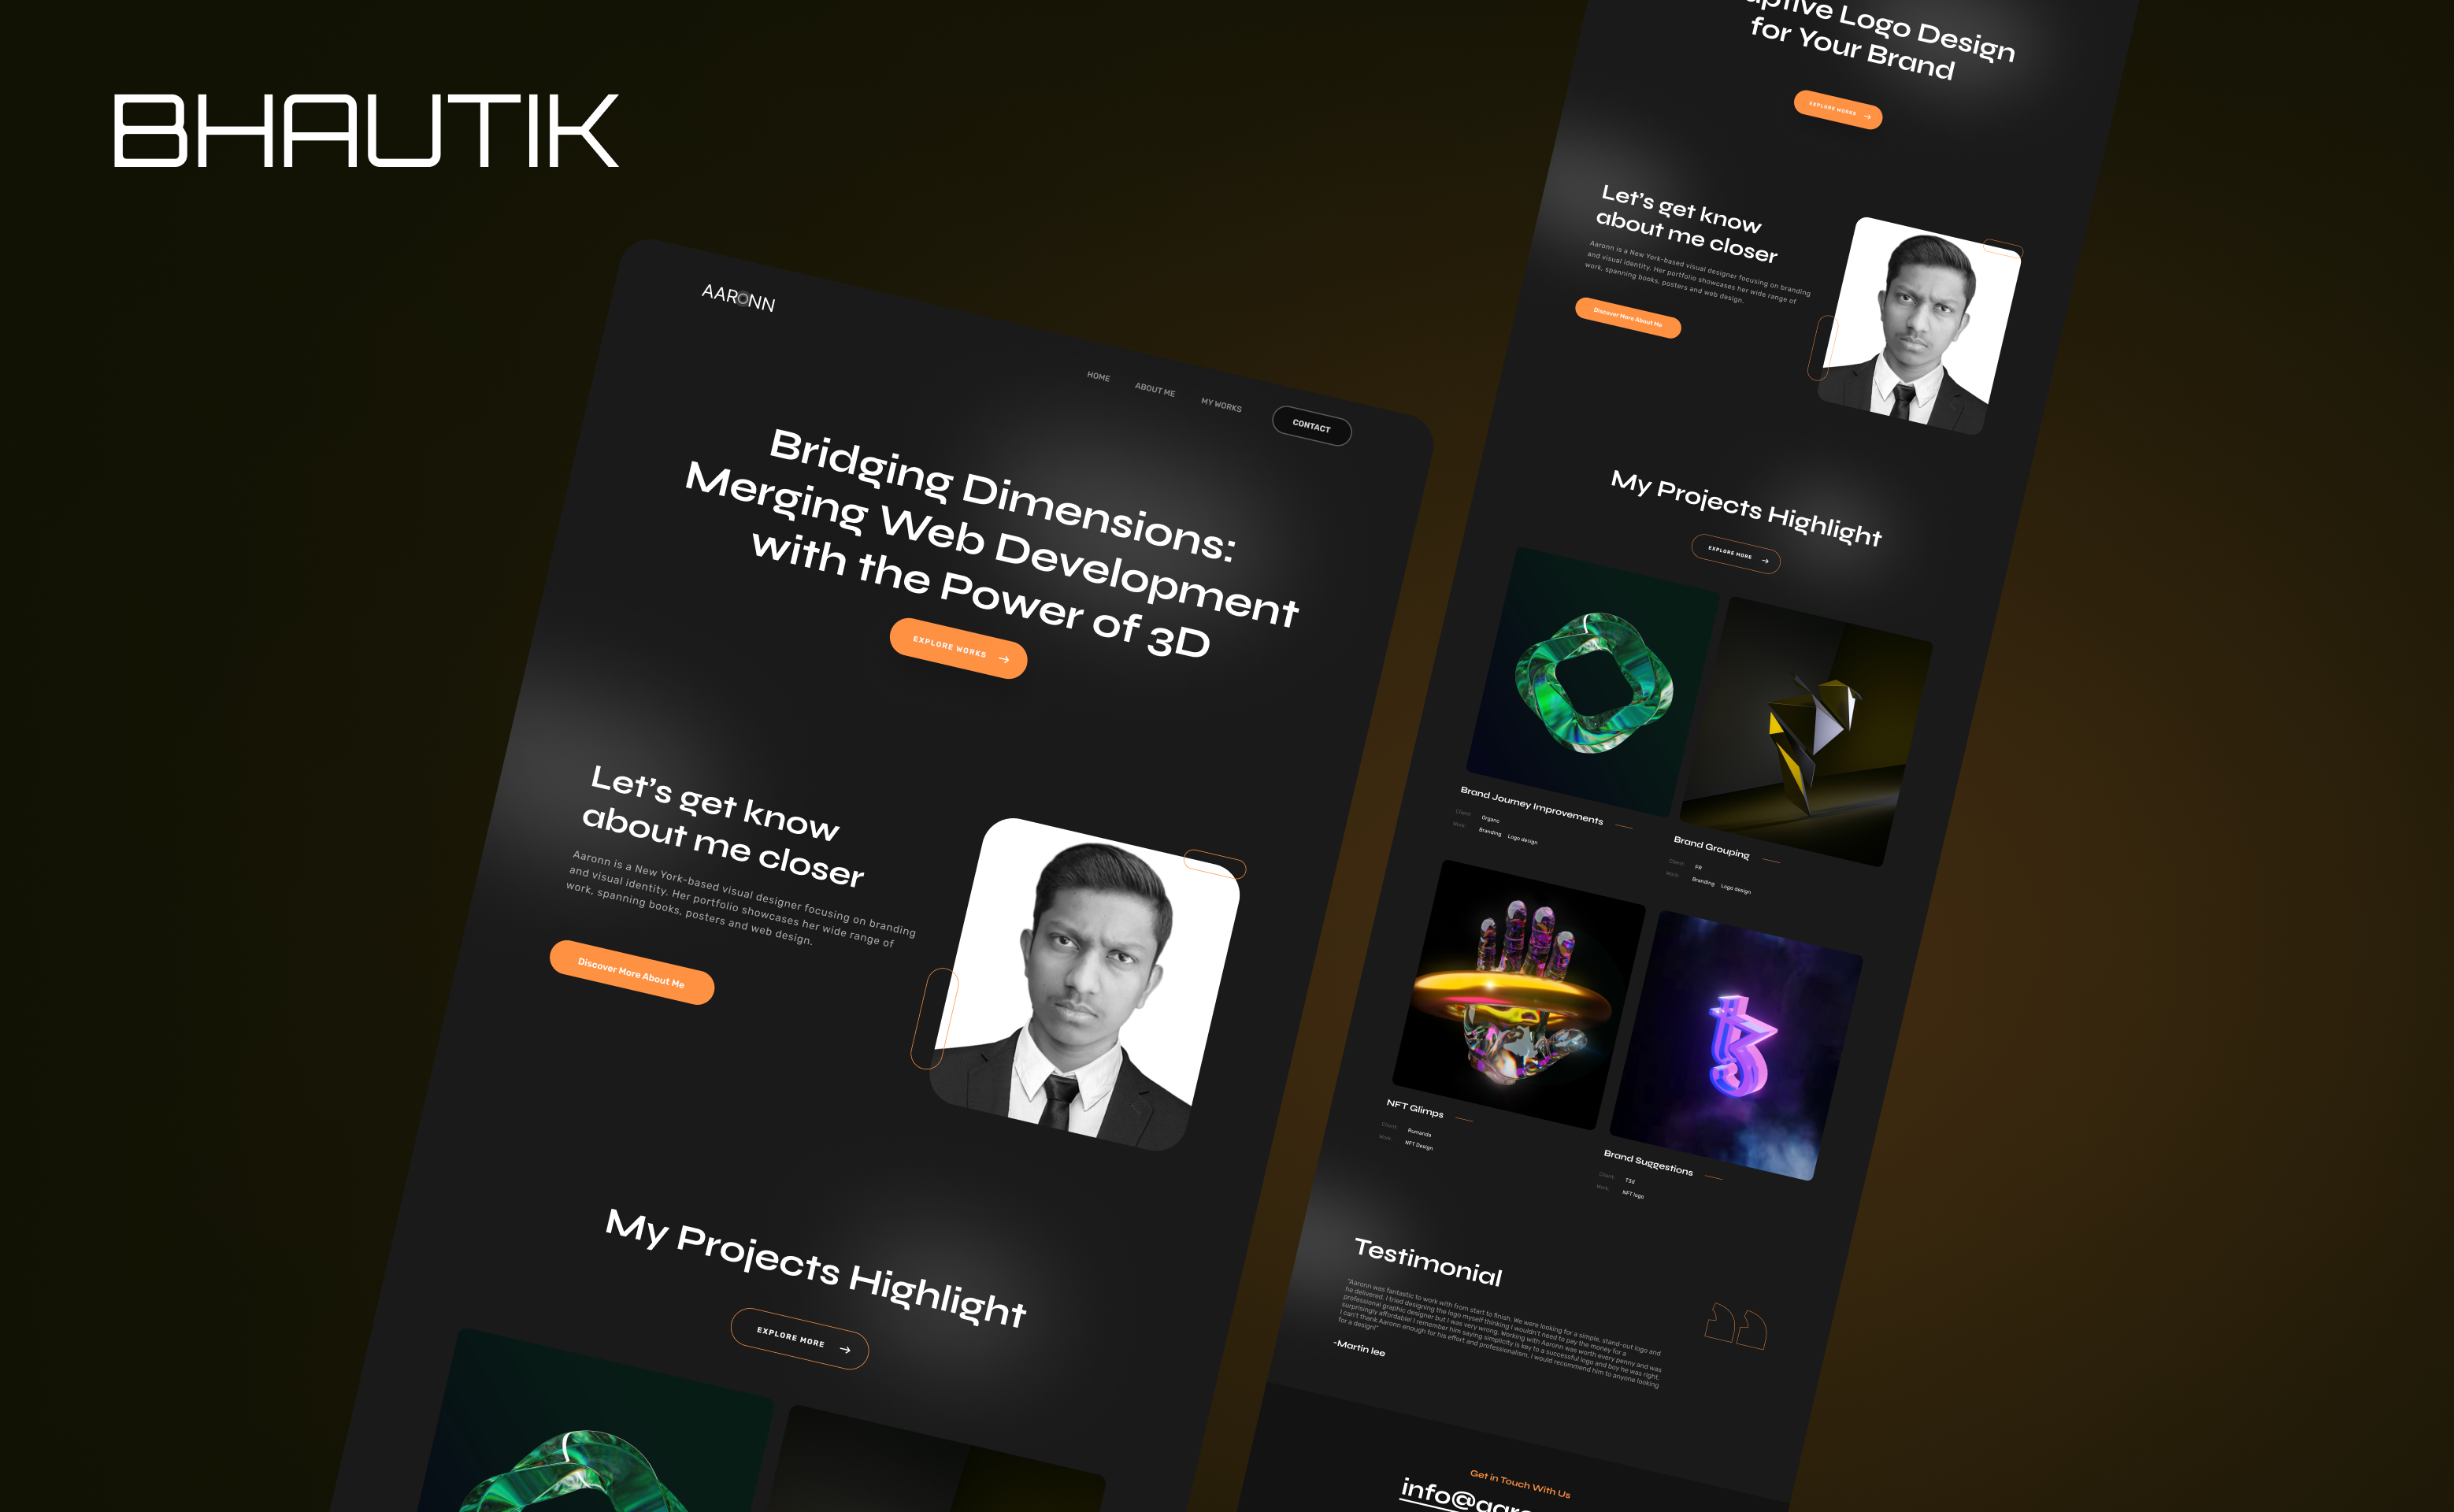 BHAUTIK
AARONN
HOME
ABOUT ME
MY WORKS
CONTACT
Bridging Dimensions:
Merging Web Development
with the Power of 3D
EXPLORE WORKS
Let's get know
about me closer
Aaronn is a New York-based visual designer focusing on branding
and visual identity. Her portfolio showcases her wide range of
work, spanning books, posters and web design.
Discover More About Me
My Projects Highlight
EXPLORE MORE
Logo Design
for Your Brand
EXPLORE WORKS
Let's get know
about me closer
Aaronn is a New York-based visual designer focusing on branding
and visual identity. Her portfolio showcases her wide range of
work, spanning books, posters and web design.
Discover More About Me
My Projects Highlight
EXPLORE MORE
Brand Journey Improvements
Client: Organc
Work: Branding Logo design
Brand Grouping
Client: FR
Work: Branding Logo design
NFT Glimps
Client: Rumands
Work: NFT Design
Brand Suggestions
Client: T3d
Work: NFT logo
Testimonial
"Aaronn was fantastic to work with from start to finish. We were looking for a simple, stand-out logo and
he delivered. I tried designing the logo myself thinking I wouldn't need to pay the money for a
professional graphic designer but I was very wrong. Working with Aaronn was worth every penny and was
surprisingly affordable! I remember him saying simplicity is key to a successful logo and boy he was right.
I can't thank Aaronn enough for his effort and professionalism. I would recommend him to anyone looking
for a design!"
-Martin lee
Get in Touch With Us